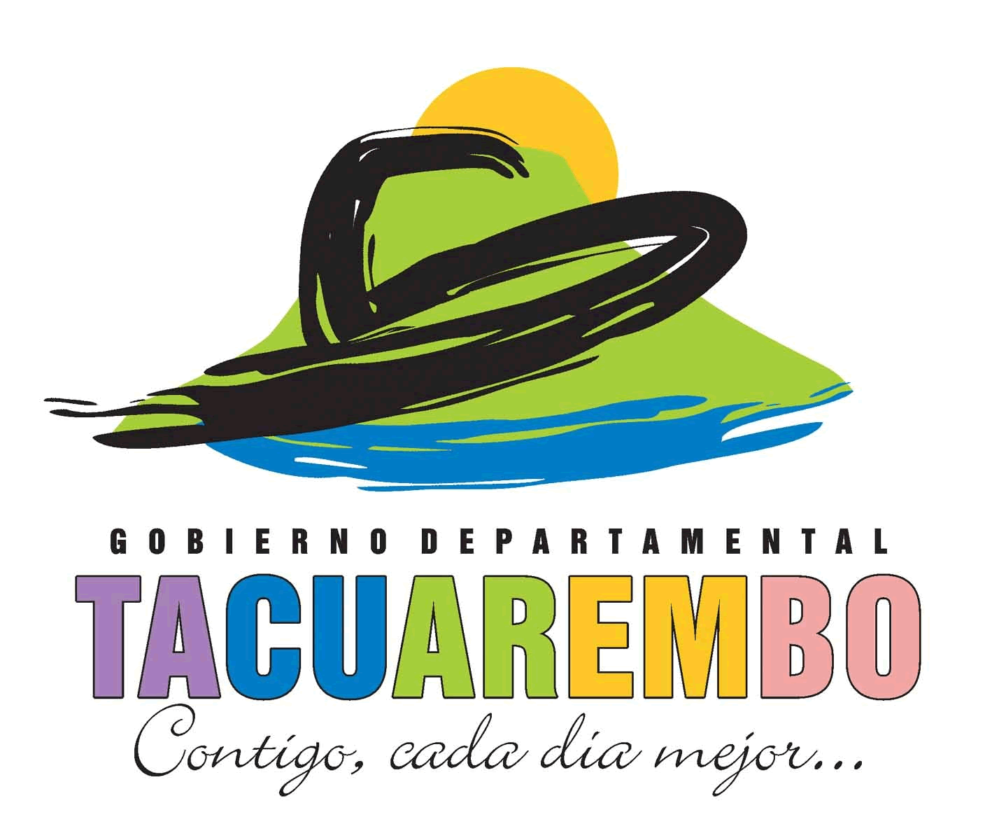 GOBIERNO DEPARTAMENTAL
TACUAREMBO
Contigo, cada día mejor...